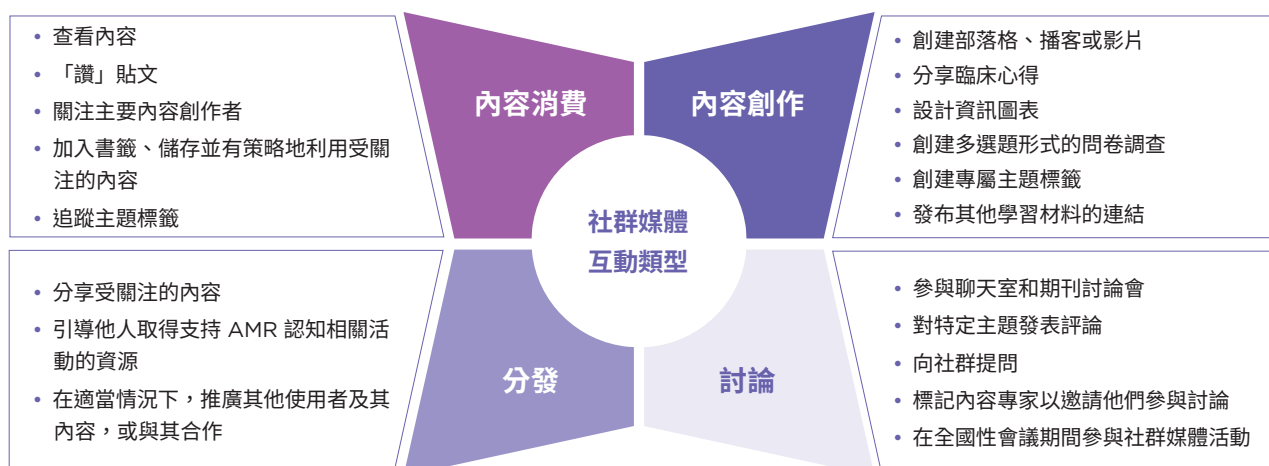 • 查看內容
• 「讚」貼文
• 關注主要內容創作者
• 加入書籤、儲存並有策略地利用受關
注的內容
• 追蹤主題標籤
內容消費
內容創作
• 創建部落格、播客或影片
• 分享臨床心得
• 設計資訊圖表
• 創建多選題形式的問卷調查
• 創建專屬主題標籤
• 發布其他學習材料的連結
社群媒體
互動類型
• 分享受關注的內容
• 引導他人取得支持 AMR 認知相關活
動的資源
• 在適當情況下，推廣其他使用者及其
內容，或與其合作
分發
討論
• 參與聊天室和期刊討論會
• 對特定主題發表評論
• 向社群提問
• 標記內容專家以邀請他們參與討論
• 在全國性會議期間參與社群媒體活動